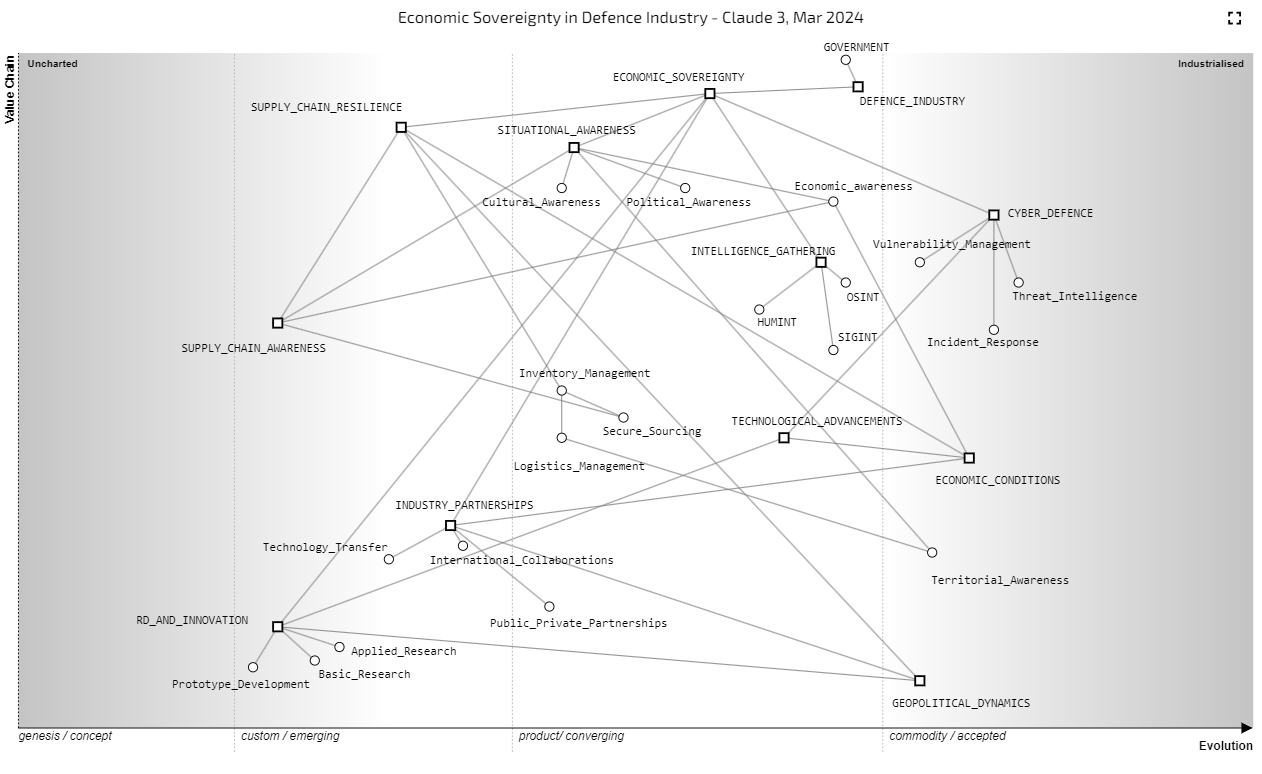 Economic Sovereignty in Defence Industry - Claude 3, Mar 2024
GOVERNMENT
Value Chain
Uncharted
Industrialised
ECONOMIC_SOVEREIGNTY
DEFENCE_INDUSTRY
SUPPLY_CHAIN_RESILIENCE
SITUATIONAL_AWARENESS
Economic_awareness
Cultural_Awareness
Political_Awareness
CYBER_DEFENCE
Vulnerability_Management
INTELLIGENCE_GATHERING
OSINT
Threat_Intelligence
HUMINT
SIGINT
Incident_Response
SUPPLY_CHAIN_AWARENESS
Inventory_Management
TECHNOLOGICAL_ADVANCEMENTS
Secure_Sourcing
Logistics_Management
ECONOMIC_CONDITIONS
INDUSTRY_PARTNERSHIPS
Technology_Transfer
International_Collaborations
Territorial_Awareness
RD_AND_INNOVATION
Public_Private_Partnerships
Applied_Research
Basic_Research
Prototype_Development
GEOPOLITICAL_DYNAMICS
genesis / concept
custom / emerging
product/ converging
commodity / accepted
Evolution